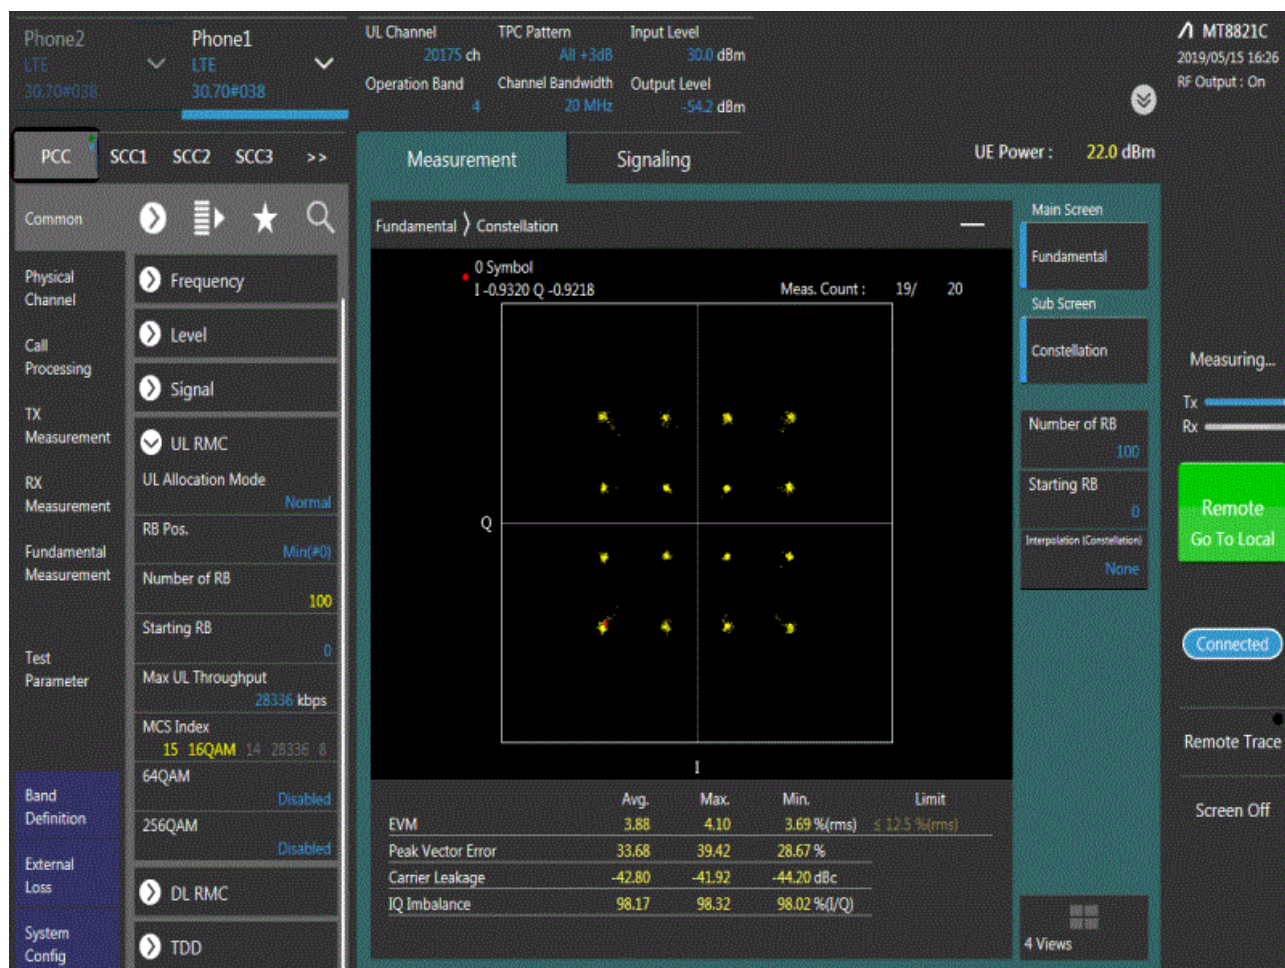 Phone2
LTE
30.70#038
Phone1
LTE
30.70#038
UL Channel
20175 ch
TPC Pattern
All +3dB
Input Level
30.0 dBm
Operation Band
4
Channel Bandwidth
20 MHz
Output Level
-54.2 dBm
MT8821C
2019/05/15 16:26
RF Output : On
PCC SCC1 SCC2 SCC3 >>
Measurement
Signaling
UE Power : 22.0 dBm
Common
Physical
Channel
Call
Processing
TX
Measurement
RX
Measurement
Fundamental
Measurement
Test
Parameter
Band
Definition
External
Loss
System
Config
Frequency
Level
Signal
UL RMC
UL Allocation Mode
Normal
RB Pos.
Min(#0)
Number of RB
100
Starting RB
0
Max UL Throughput
28336 kbps
MCS Index
15 16QAM 14 28336 8
64QAM
Disabled
256QAM
Disabled
DL RMC
TDD
Fundamental 〉 Constellation
0 Symbol
I -0.9320 Q -0.9218
Meas. Count : 19/ 20
Q
I
Avg. Max. Min. Limit
EVM 3.88 4.10 3.69 %(rms) ≤ 12.5 %(rms)
Peak Vector Error 33.68 39.42 28.67 %
Carrier Leakage -42.80 -41.92 -44.20 dBc
IQ Imbalance 98.17 98.32 98.02 %(I/Q)
Main Screen
Fundamental
Sub Screen
Constellation
Number of RB
100
Starting RB
0
Interpolation (Constellation)
None
4 Views
Measuring...
Tx
Rx
Remote
Go To Local
Connected
Remote Trace
Screen Off